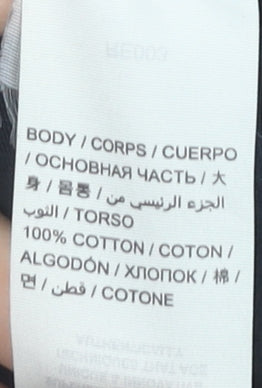 BODY / CORPS / CUERPO
/ ОСНОВНАЯ ЧАСТЬ / 大
身 / 몸통 / الجزء الرئيسي من
الثوب / TORSO
100% COTTON / COTON /
ALGODÓN / ХЛОПОК / 棉 /
면 / قطن / COTONE